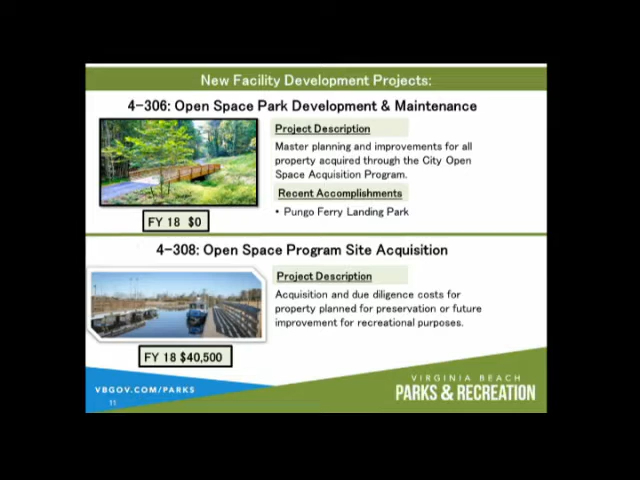 New Facility Development Projects:
4-306: Open Space Park Development & Maintenance
Project Description
Master planning and improvements for all
property acquired through the City Open
Space Acquisition Program.
Recent Accomplishments
• Pungo Ferry Landing Park
FY 18 $0
4-308: Open Space Program Site Acquisition
Project Description
Acquisition and due diligence costs for
property planned for preservation or future
improvement for recreational purposes.
FY 18 $40,500
VBGOV.COM/PARKS
11
VIRGINIA BEACH
PARKS & RECREATION